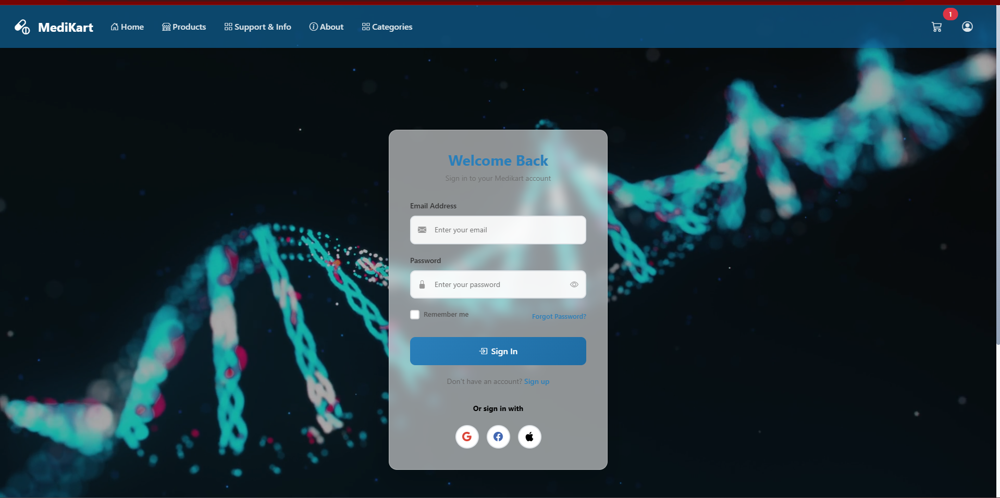 1
MediKart Home Products Support & Info About Categories
Welcome Back
Sign in to your Medikart account
Email Address
Enter your email
Password
Enter your password
Remember me Forgot Password?
Sign In
Don't have an account? Sign up
Or sign in with